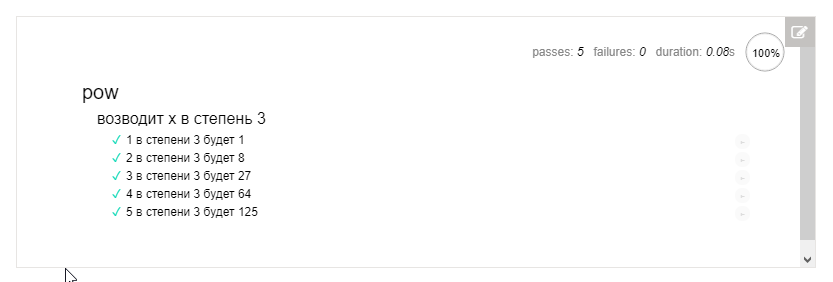 passes: 5 failures: 0 duration: 0.08s 100%
pow
возводит x в степень 3
✓ 1 в степени 3 будет 1
✓ 2 в степени 3 будет 8
✓ 3 в степени 3 будет 27
✓ 4 в степени 3 будет 64
✓ 5 в степени 3 будет 125